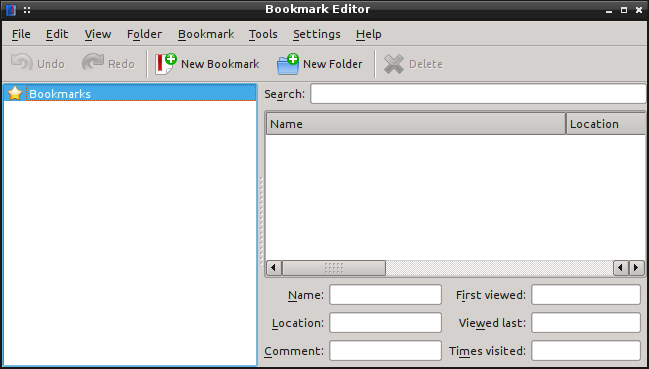 Bookmark Editor
File Edit View Folder Bookmark Tools Settings Help
Undo Redo New Bookmark New Folder Delete
Bookmarks
Search:
Name Location
Name: First viewed:
Location: Viewed last:
Comment: Times visited: